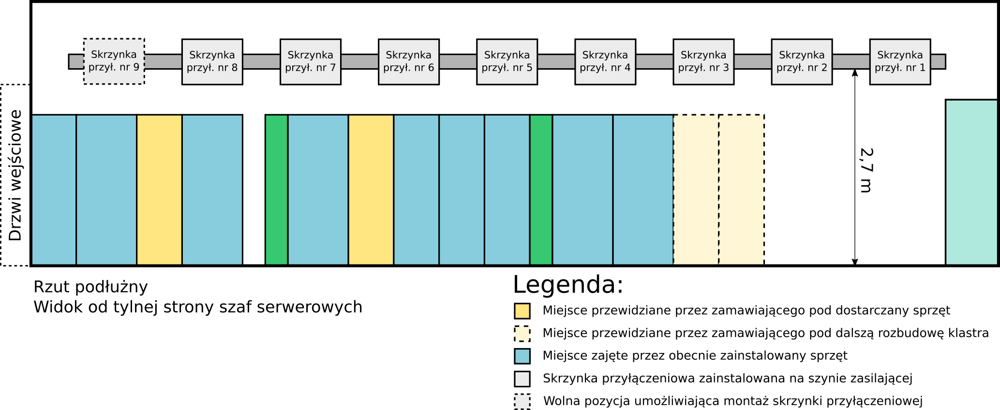 Skrzynka
przył. nr 9
Skrzynka
przył. nr 8
Skrzynka
przył. nr 7
Skrzynka
przył. nr 6
Skrzynka
przył. nr 5
Skrzynka
przył. nr 4
Skrzynka
przył. nr 3
Skrzynka
przył. nr 2
Skrzynka
przył. nr 1
Drzwi wejściowe
2,7 m
Rzut podłużny
Widok od tylnej strony szaf serwerowych
Legenda:
Miejsce przewidziane przez zamawiającego pod dostarczany sprzęt
Miejsce przewidziane przez zamawiającego pod dalszą rozbudowę klastra
Miejsce zajęte przez obecnie zainstalowany sprzęt
Skrzynka przyłączeniowa zainstalowana na szynie zasilającej
Wolna pozycja umożliwiająca montaż skrzynki przyłączeniowej